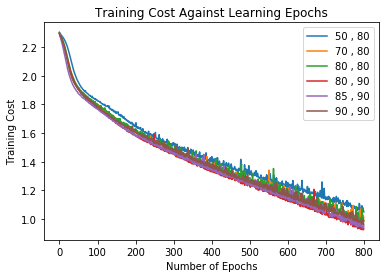 Training Cost Against Learning Epochs
50 , 80
70 , 80
80 , 80
80 , 90
85 , 90
90 , 90
Training Cost
2.2
2.0
1.8
1.6
1.4
1.2
1.0
0 100 200 300 400 500 600 700 800
Number of Epochs